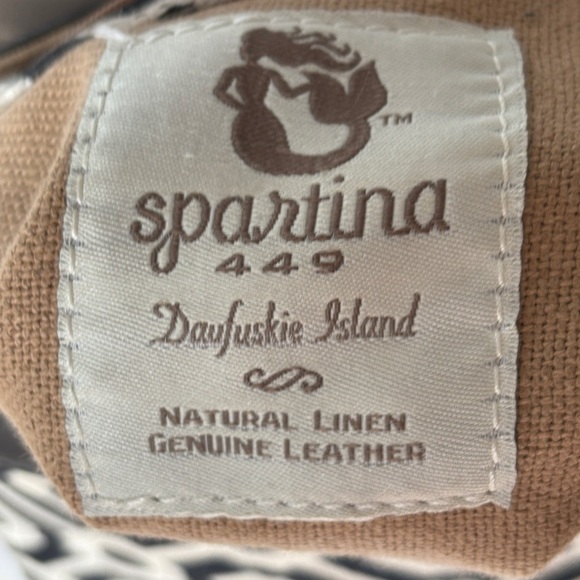 TM
spartina
449
Daufuskie Island
NATURAL LINEN
GENUINE LEATHER